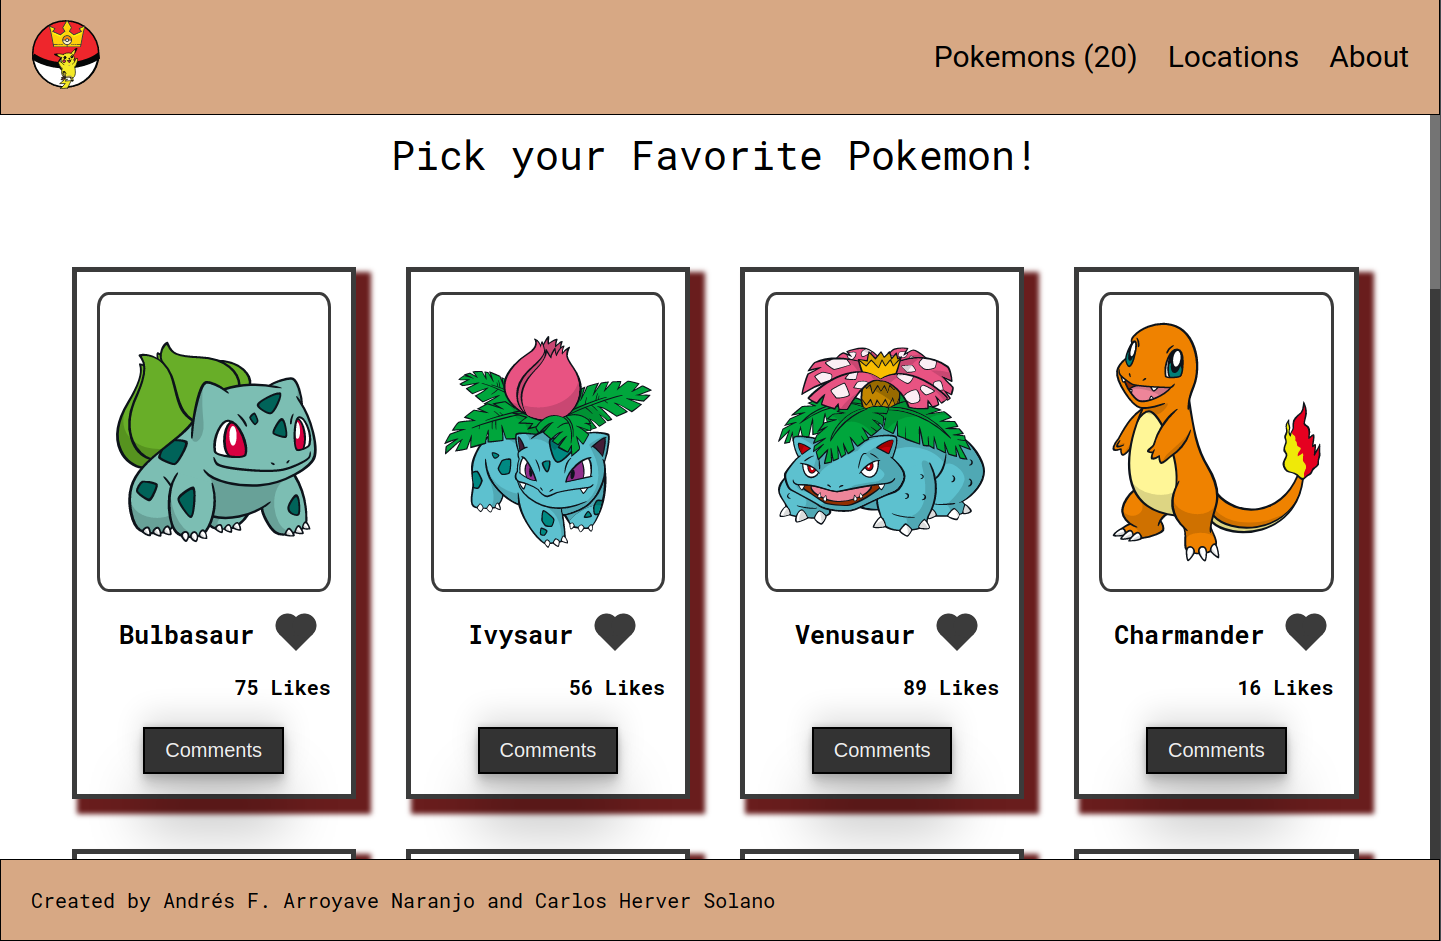 Pokemons (20) Locations About
Pick your Favorite Pokemon!
Bulbasaur
75 Likes
Comments
Ivysaur
56 Likes
Comments
Venusaur
89 Likes
Comments
Charmander
16 Likes
Comments
Created by Andrés F. Arroyave Naranjo and Carlos Herver Solano